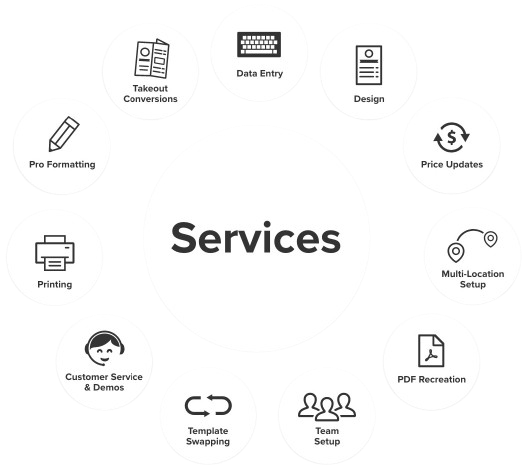 Data Entry
Design
Price Updates
Multi-Location
Setup
PDF Recreation
Team
Setup
Template
Swapping
Customer Service
& Demos
Printing
Pro Formatting
Takeout
Conversions
Services
$